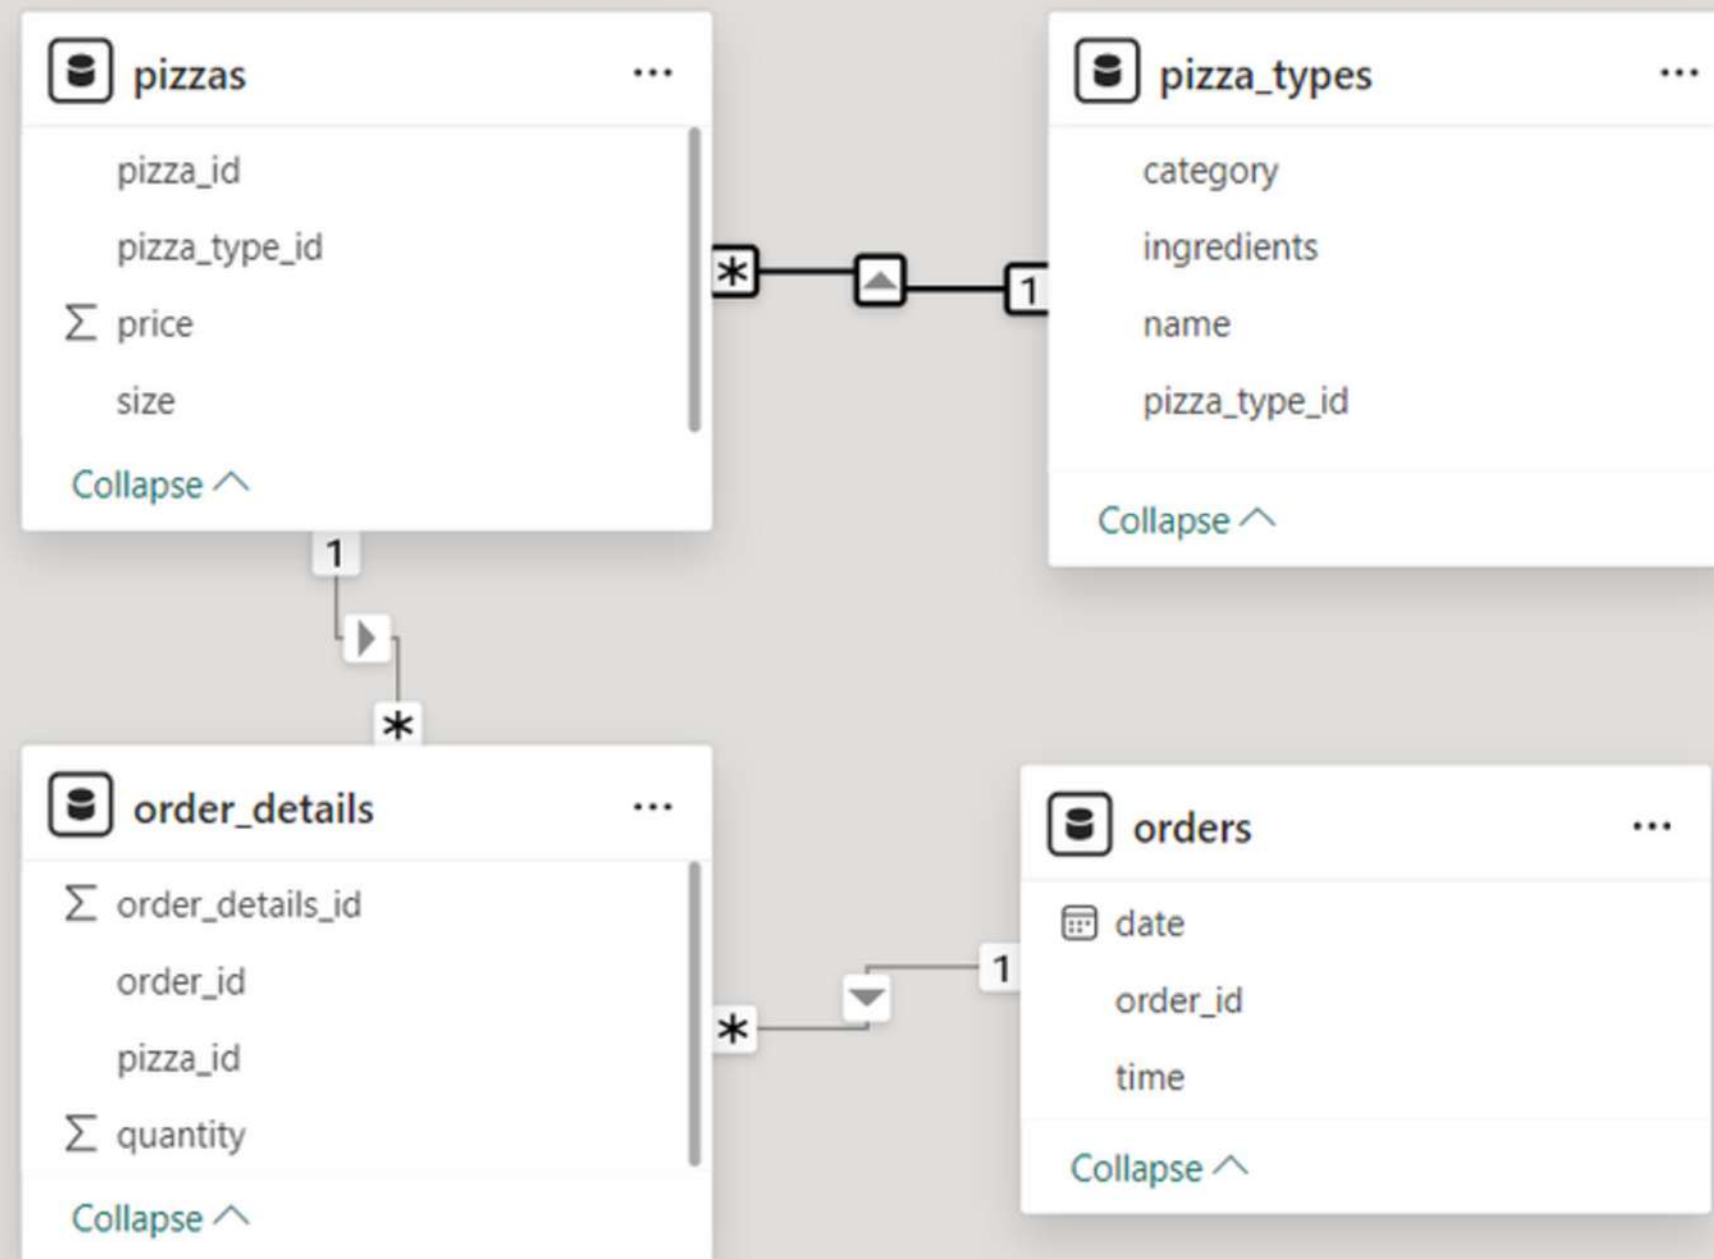 pizzas ...
pizza_id
pizza_type_id
Σ price
size
Collapse
* 1
pizza_types ...
category
ingredients
name
pizza_type_id
Collapse
1
*
order_details ...
Σ order_details_id
order_id
pizza_id
Σ quantity
Collapse
* 1
orders ...
date
order_id
time
Collapse